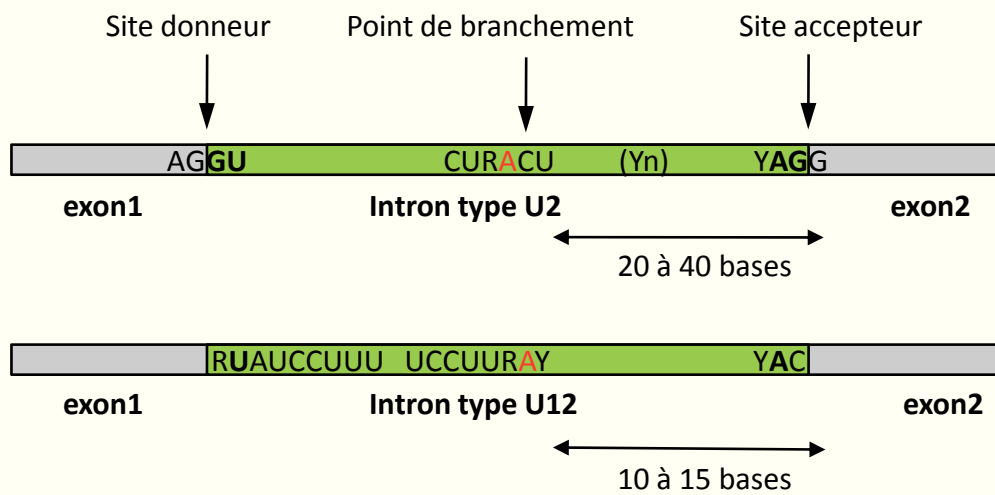 Site donneur Point de branchement Site accepteur
AGGU CURACU (Yn) YAGG
exon1 Intron type U2 exon2
20 à 40 bases
RUAUCCUUU UCCUURAY YAC
exon1 Intron type U12 exon2
10 à 15 bases